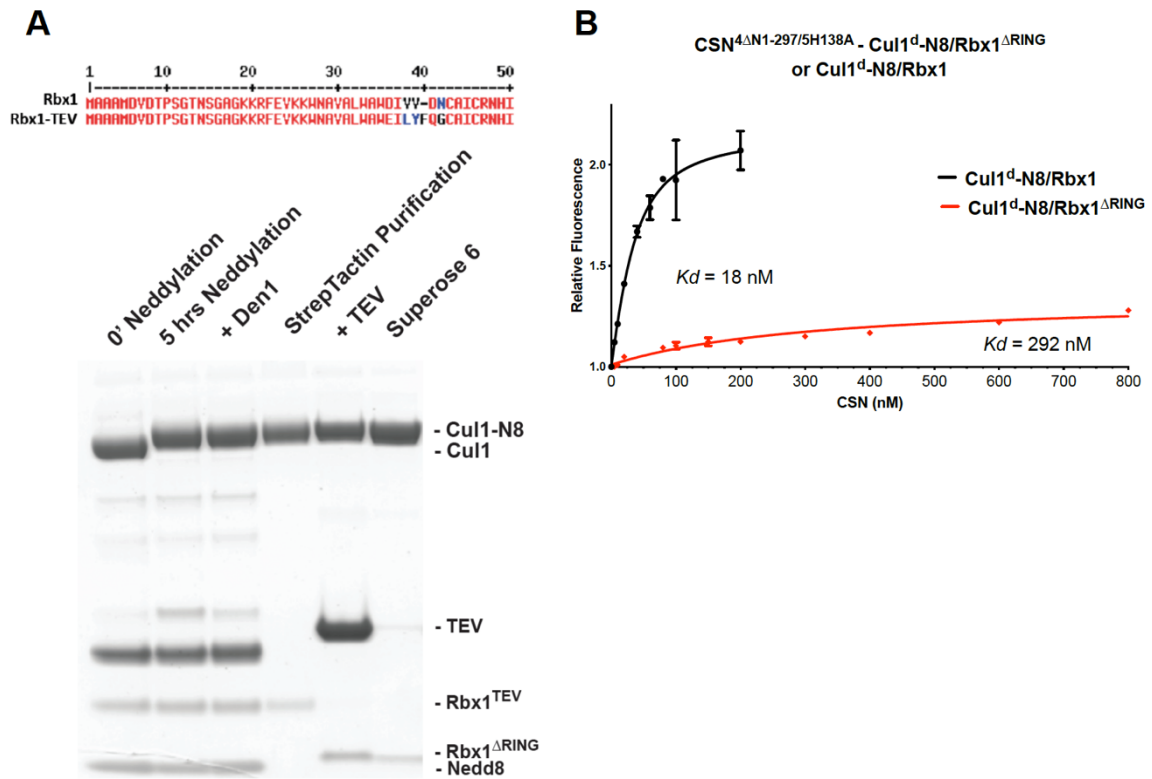 A
1 10 20 30 40 50
Rbx1 MAAAMDVDTPSGTNSGAGKKRFEVKKWNAVALWAWDIVV-DNCAICRNHI
Rbx1-TEV MAAAMDVDTPSGTNSGAGKKRFEVKKWNAVALWAWEILYFQGCAICRNHI
0' Neddylation
5 hrs Neddylation
+ Den1
StrepTactin Purification
+ TEV
Superose 6
- Cul1-N8
- Cul1
- TEV
- Rbx1TEV
- Rbx1ΔRING
- Nedd8
B
CSN4ΔN1-297/5H138A - Cul1d-N8/Rbx1ΔRING
or Cul1d-N8/Rbx1
Relative Fluorescence
2.0
1.5
1.0
Cul1d-N8/Rbx1
Cul1d-N8/Rbx1ΔRING
Kd = 18 nM
Kd = 292 nM
0 100 200 300 400 500 600 700 800
CSN (nM)